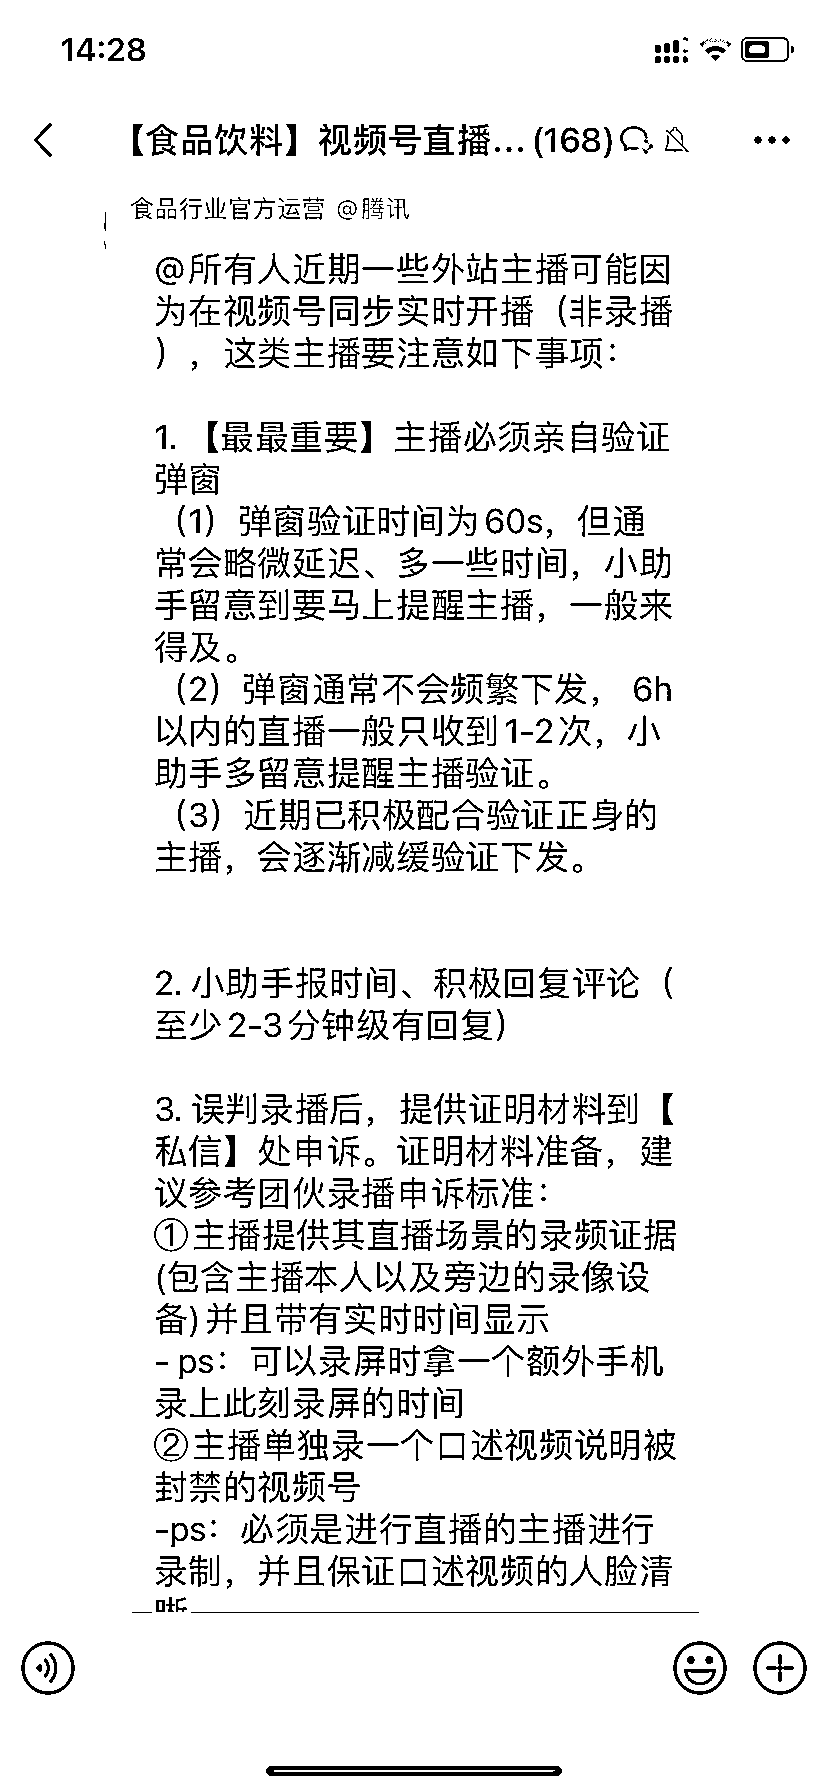 14:28
【食品饮料】视频号直播...(168)
食品行业官方运营 @腾讯
@所有人近期一些外站主播可能因
为在视频号同步实时开播（非录播
），这类主播要注意如下事项：
1. 【最最重要】主播必须亲自验证
弹窗
（1）弹窗验证时间为60s，但通
常会略微延迟、多一些时间，小助
手留意到要马上提醒主播，一般来
得及。
（2）弹窗通常不会频繁下发， 6h
以内的直播一般只收到1-2次，小
助手多留意提醒主播验证。
（3）近期已积极配合验证正身的
主播，会逐渐减缓验证下发。
2. 小助手报时间、积极回复评论（
至少2-3分钟级有回复）
3. 误判录播后，提供证明材料到【
私信】处申诉。证明材料准备，建
议参考团伙录播申诉标准：
①主播提供其直播场景的录频证据
(包含主播本人以及旁边的录像设
备)并且带有实时时间显示
- ps：可以录屏时拿一个额外手机
录上此刻录屏的时间
②主播单独录一个口述视频说明被
封禁的视频号
-ps：必须是进行直播的主播进行
录制，并且保证口述视频的人脸清
晰